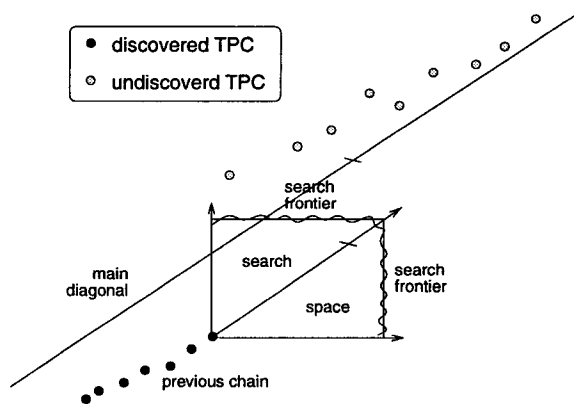 discovered TPC
undiscoverd TPC
search
frontier
main
diagonal
search
space
search
frontier
previous chain